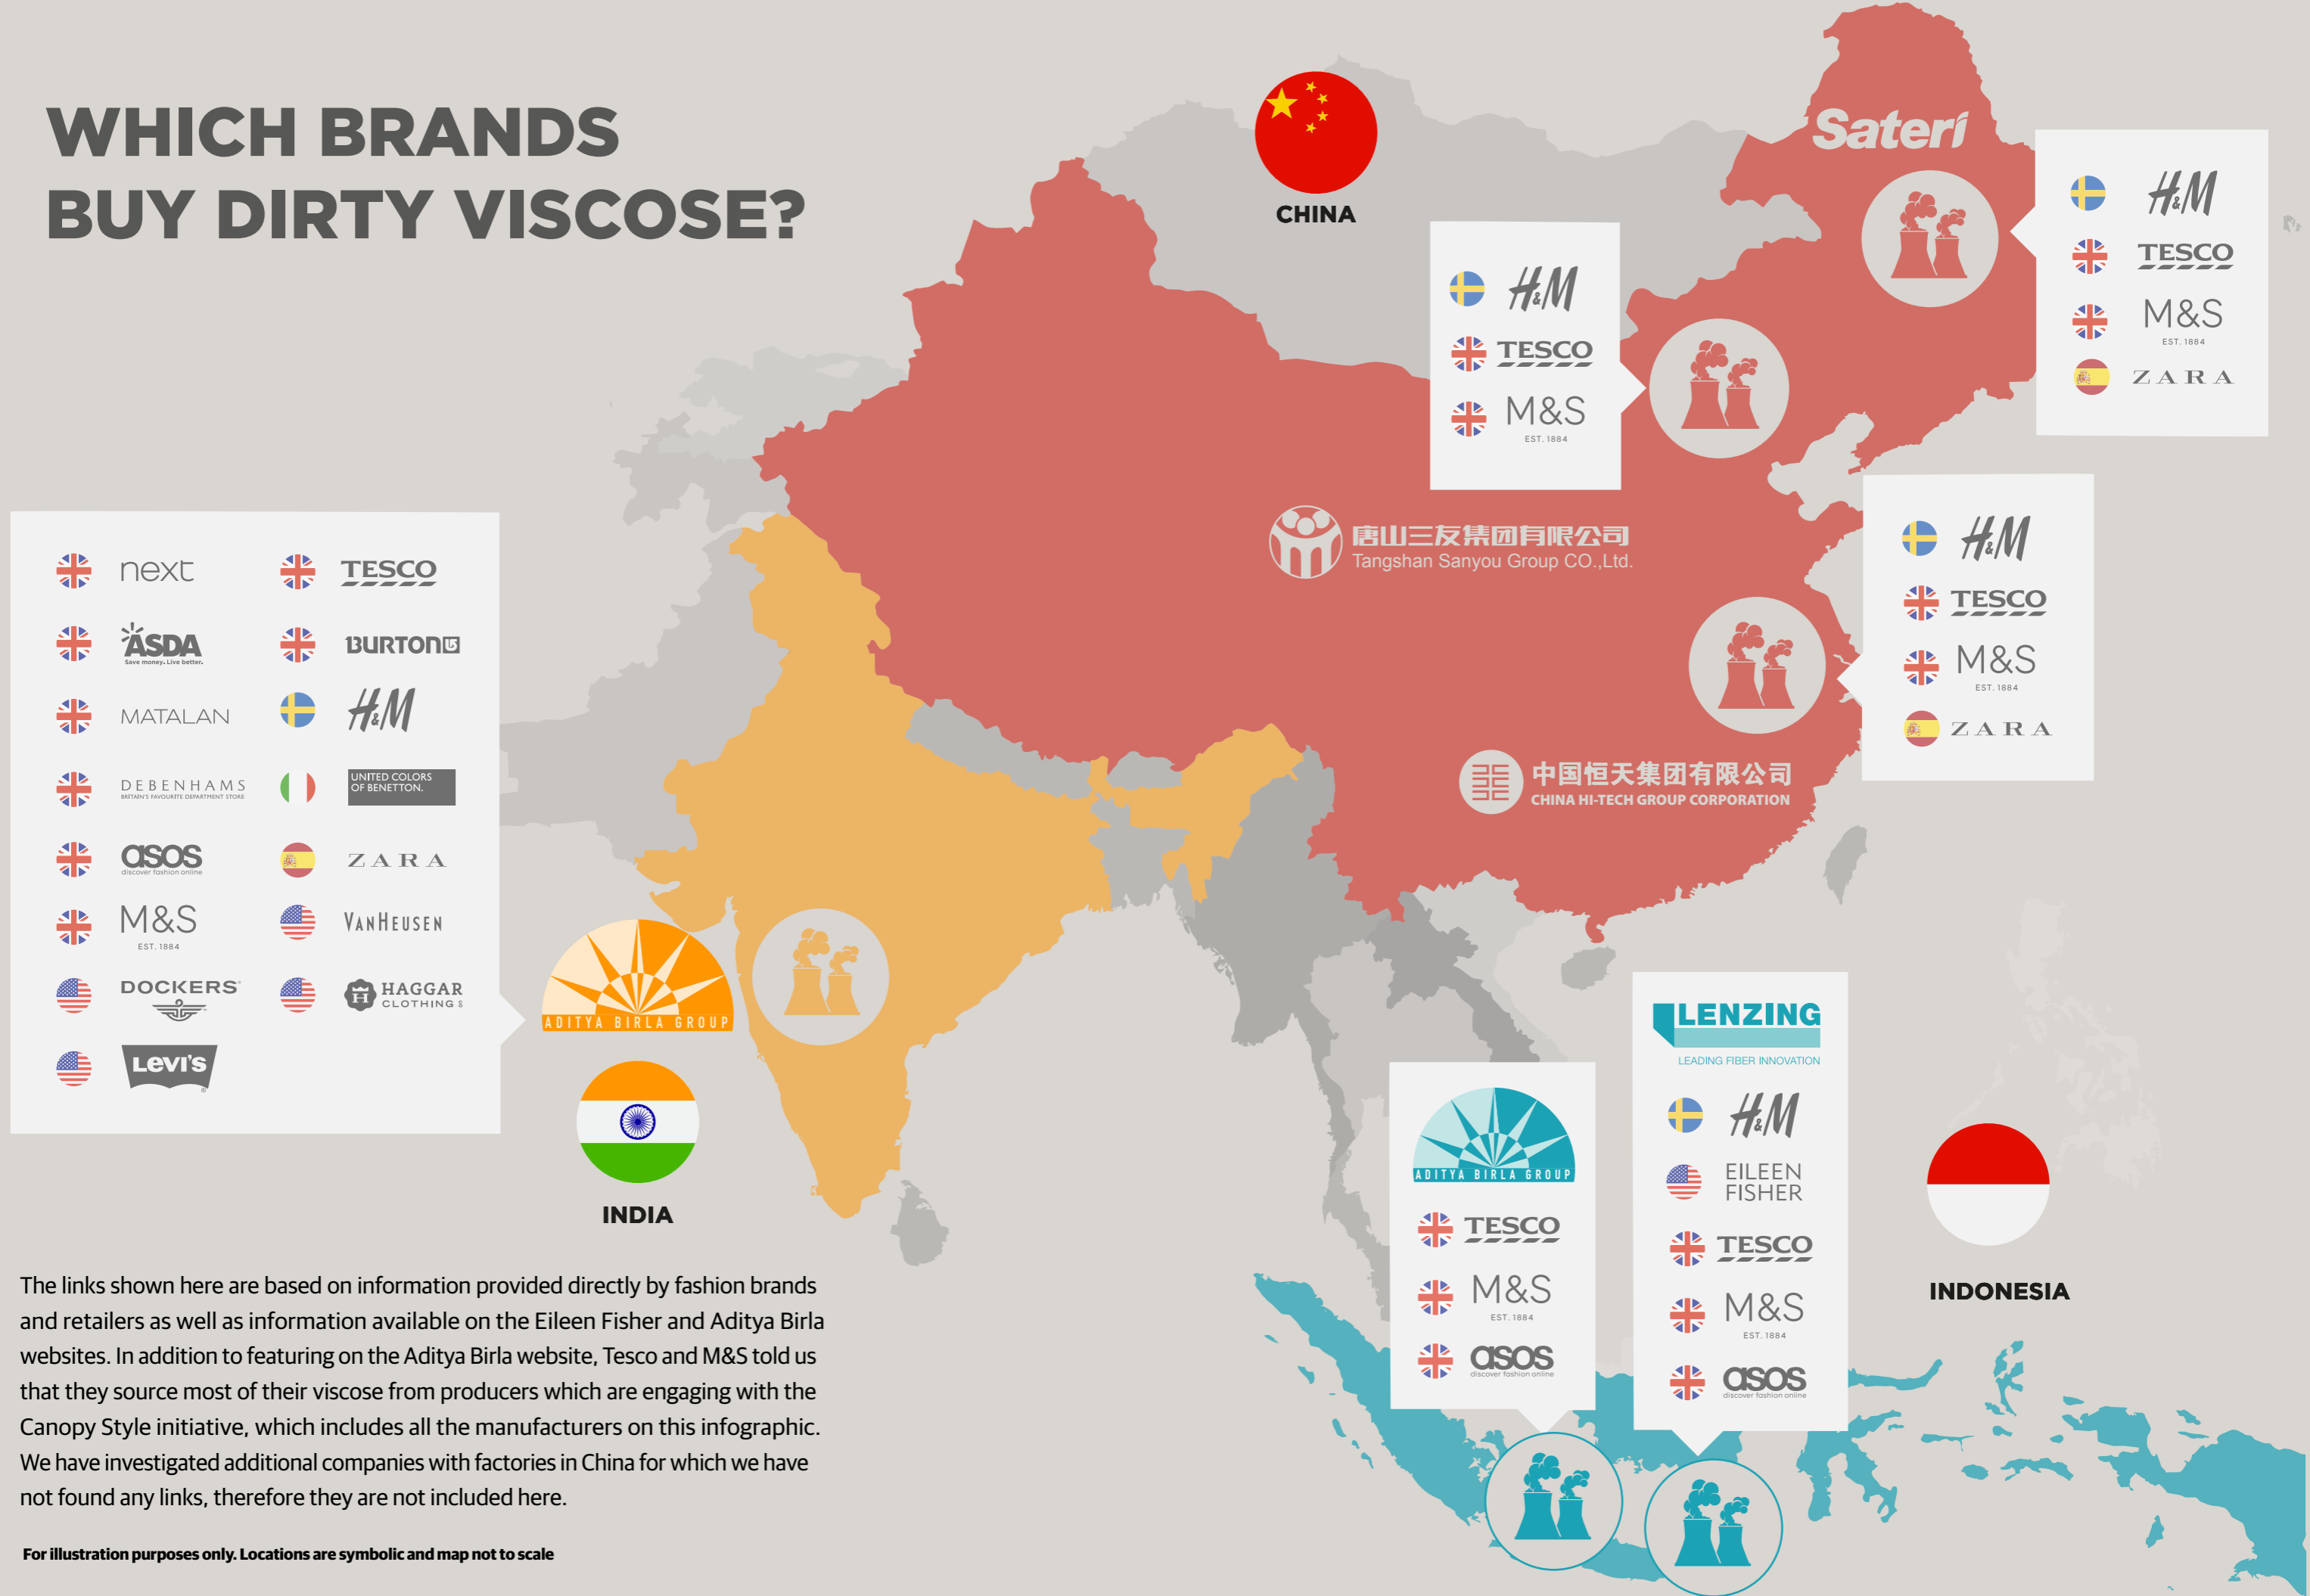 WHICH BRANDS
BUY DIRTY VISCOSE?
CHINA
Sateri
H&M
TESCO
M&S
EST. 1884
ZARA
H&M
TESCO
M&S
EST. 1884
唐山三友集团有限公司
Tangshan Sanyou Group CO.,Ltd.
H&M
TESCO
M&S
EST. 1884
ZARA
中国恒天集团有限公司
CHINA HI-TECH GROUP CORPORATION
next
TESCO
ASDA
Save money. Live better.
BURTON
MATALAN
H&M
DEBENHAMS
BRITAIN'S FAVOURITE DEPARTMENT STORE
UNITED COLORS
OF BENETTON.
asos
discover fashion online
ZARA
M&S
EST. 1884
VANHEUSEN
DOCKERS®
HAGGAR
CLOTHING
LEVI'S
®
ADITYA BIRLA GROUP
INDIA
ADITYA BIRLA GROUP
TESCO
M&S
EST. 1884
asos
discover fashion online
LENZING
LEADING FIBER INNOVATION
H&M
EILEEN
FISHER
TESCO
M&S
EST. 1884
asos
discover fashion online
INDONESIA
The links shown here are based on information provided directly by fashion brands
and retailers as well as information available on the Eileen Fisher and Aditya Birla
websites. In addition to featuring on the Aditya Birla website, Tesco and M&S told us
that they source most of their viscose from producers which are engaging with the
Canopy Style initiative, which includes all the manufacturers on this infographic.
We have investigated additional companies with factories in China for which we have
not found any links, therefore they are not included here.
For illustration purposes only. Locations are symbolic and map not to scale